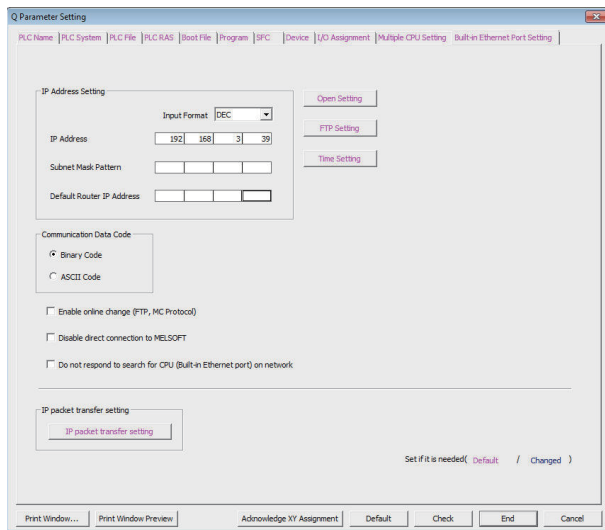 Q Parameter Setting
PLC Name PLC System PLC File PLC RAS Boot File Program SFC Device I/O Assignment Multiple CPU Setting Built-in Ethernet Port Setting
IP Address Setting
Input Format DEC
IP Address 192 168 3 39
Subnet Mask Pattern
Default Router IP Address
Open Setting
FTP Setting
Time Setting
Communication Data Code
Binary Code
ASCII Code
Enable online change (FTP, MC Protocol)
Disable direct connection to MELSOFT
Do not respond to search for CPU (Built-in Ethernet port) on network
IP packet transfer setting
IP packet transfer setting
Set if it is needed( Default / Changed )
Print Window... Print Window Preview Acknowledge XY Assignment Default Check End Cancel